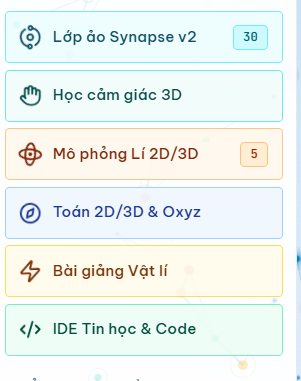 Lớp ảo Synapse v2 30
Học cảm giác 3D
Mô phỏng Lí 2D/3D 5
Toán 2D/3D & Oxyz
Bài giảng Vật lí
IDE Tin học & Code